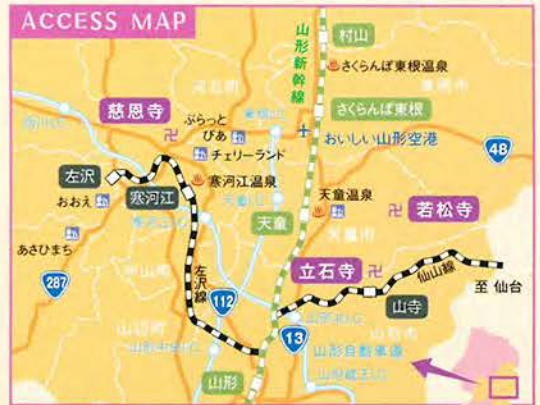 ACCESS MAP
山形新幹線
村山
さくらんぼ東根温泉
さくらんぼ東根
おいしい山形空港
48
慈恩寺
ぷらっと
ぴあ
チェリーランド
寒河江温泉
左沢
おおえ
寒河江
あさひまち
天童温泉
天童
若松寺
立石寺
仙山線
至 仙台
山寺
287
左沢線
112
13
山形自動車道
山辺町
山形